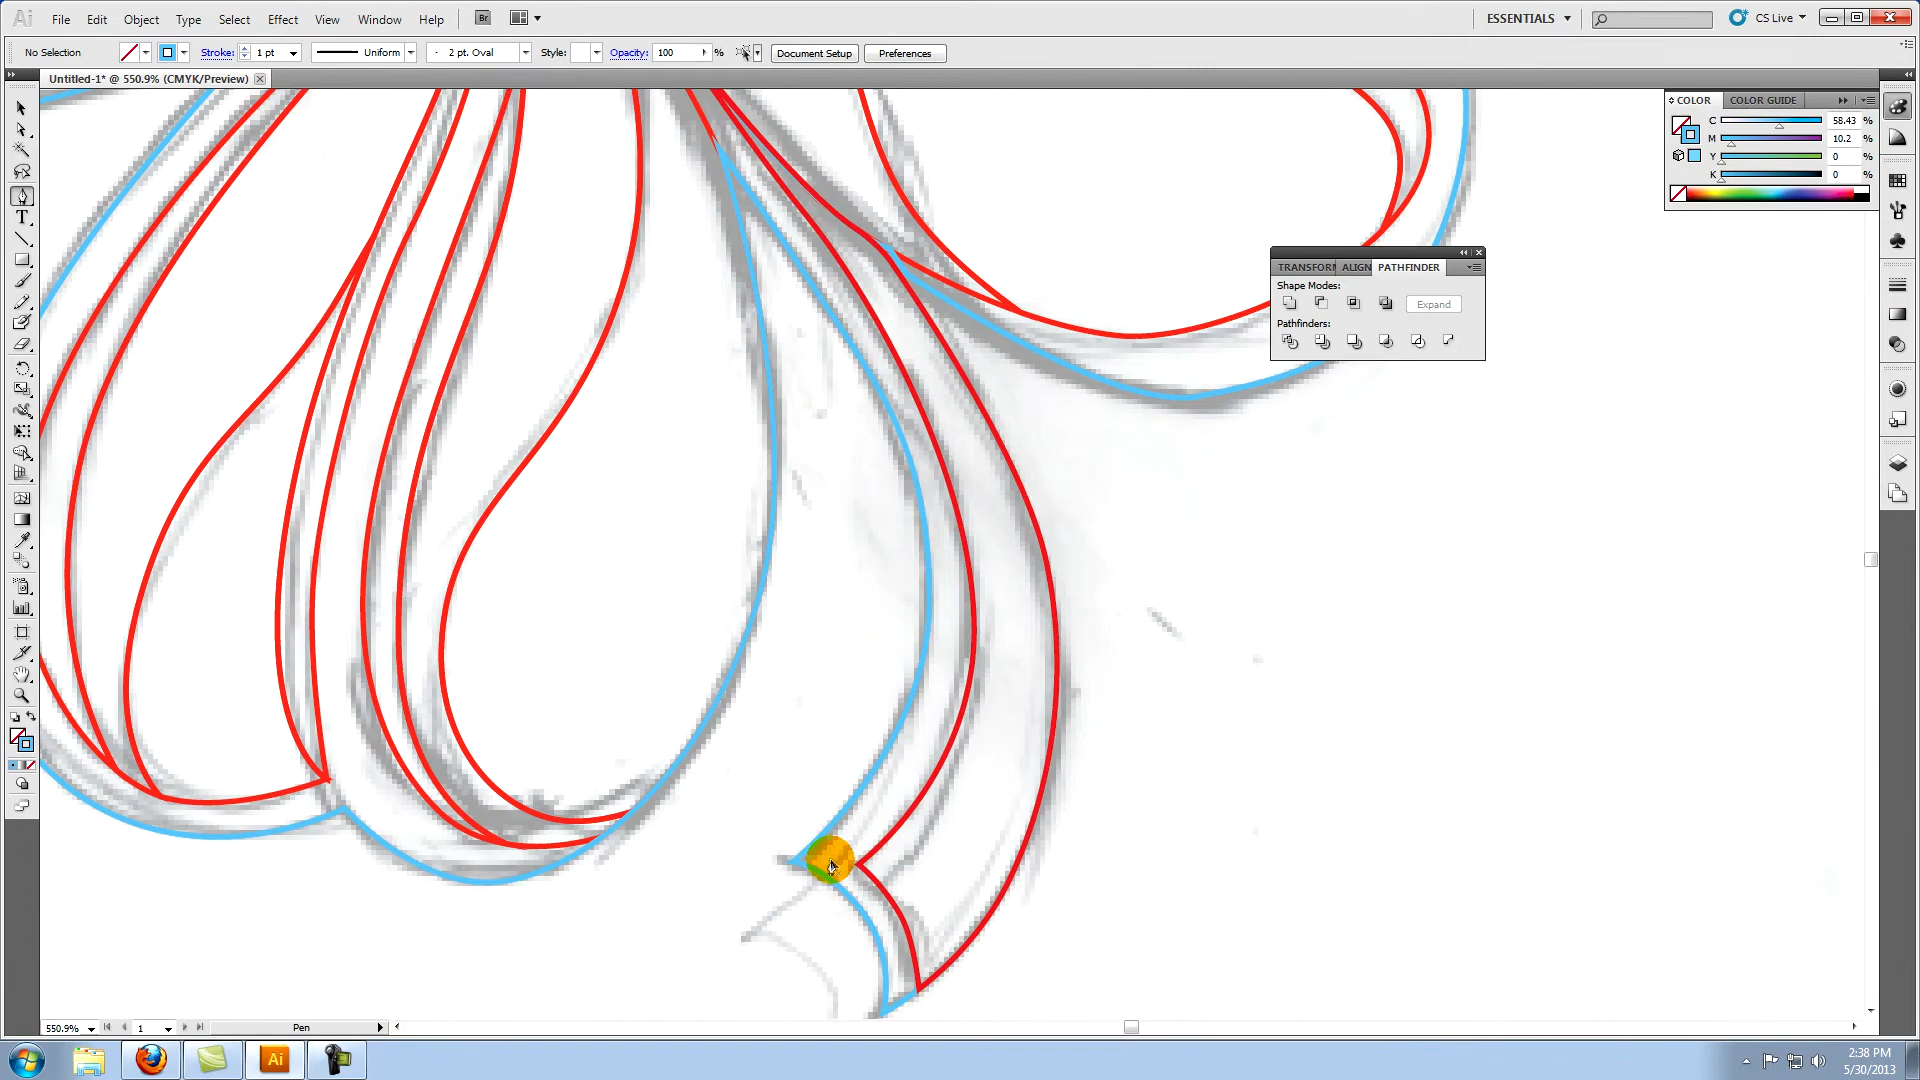 Ai File Edit Object Type Select Effect View Window Help Br ESSENTIALS CS Live
No Selection Stroke: 1 pt Uniform 2 pt. Oval Style: Opacity: 100 % Document Setup Preferences
Untitled-1* @ 550.9% (CMYK/Preview)
COLOR COLOR GUIDE
C 58.43 %
M 10.2 %
Y 0 %
K 0 %
TRANSFORM ALIGN PATHFINDER
Shape Modes:
Expand
Pathfinders:
550.9% 1 Pen
Ai 2:38 PM
5/30/2013